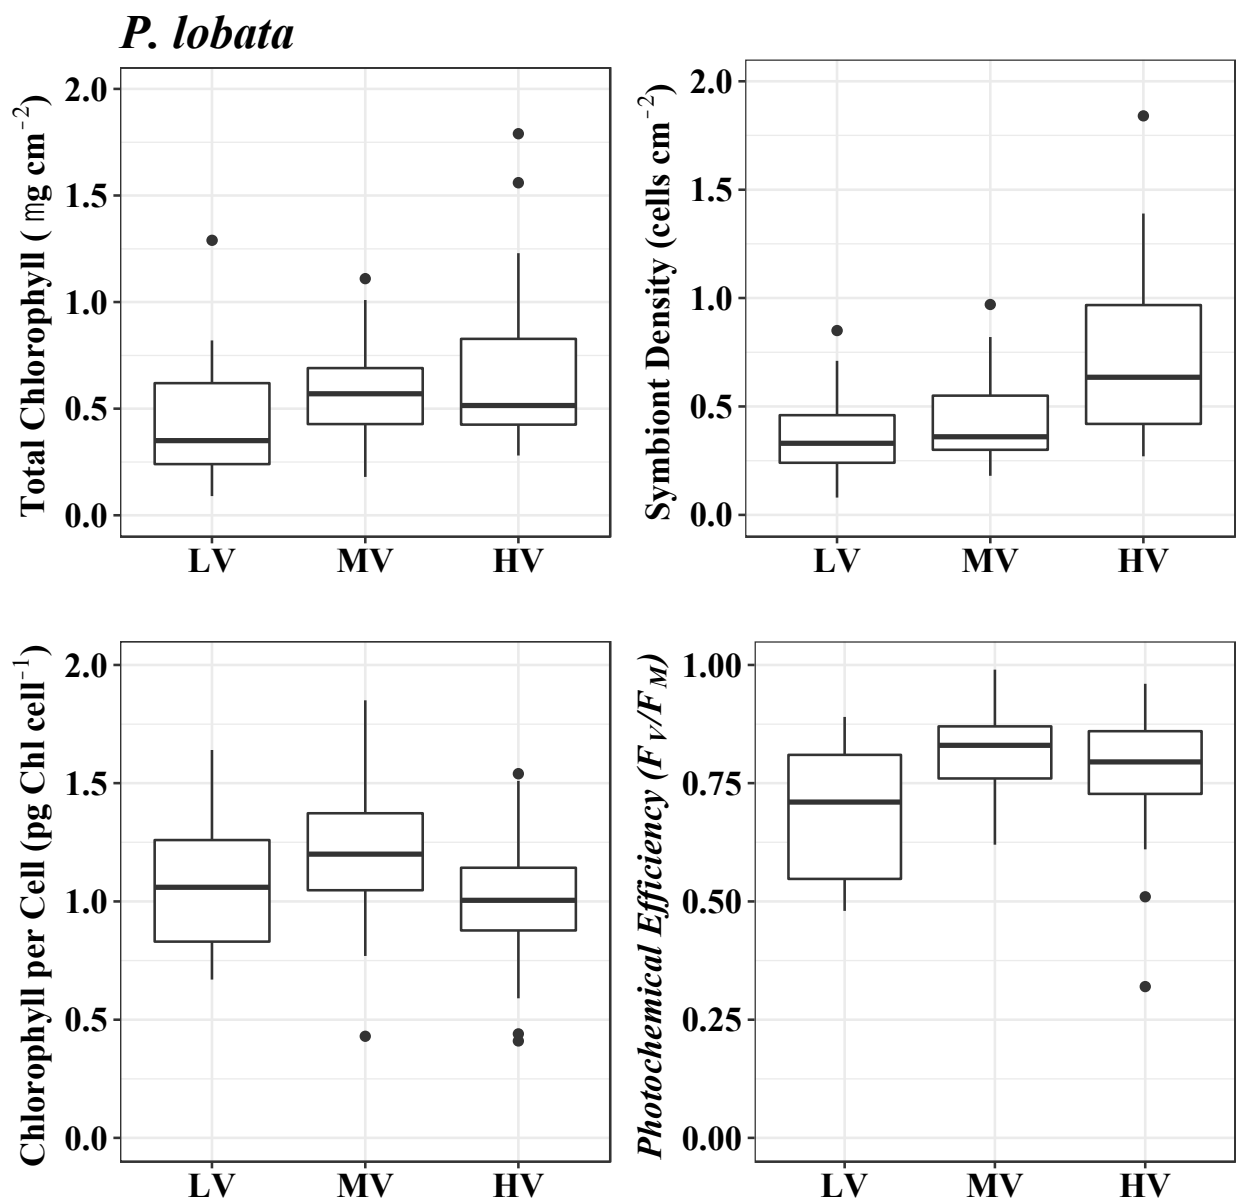 P. lobata
Total Chlorophyll ( mg cm⁻²)
2.0
1.5
1.0
0.5
0.0
LV MV HV
Symbiont Density (cells cm⁻²)
2.0
1.5
1.0
0.5
0.0
LV MV HV
Chlorophyll per Cell (pg Chl cell⁻¹)
2.0
1.5
1.0
0.5
0.0
LV MV HV
Photochemical Efficiency (F V/F M)
1.00
0.75
0.50
0.25
0.00
LV MV HV